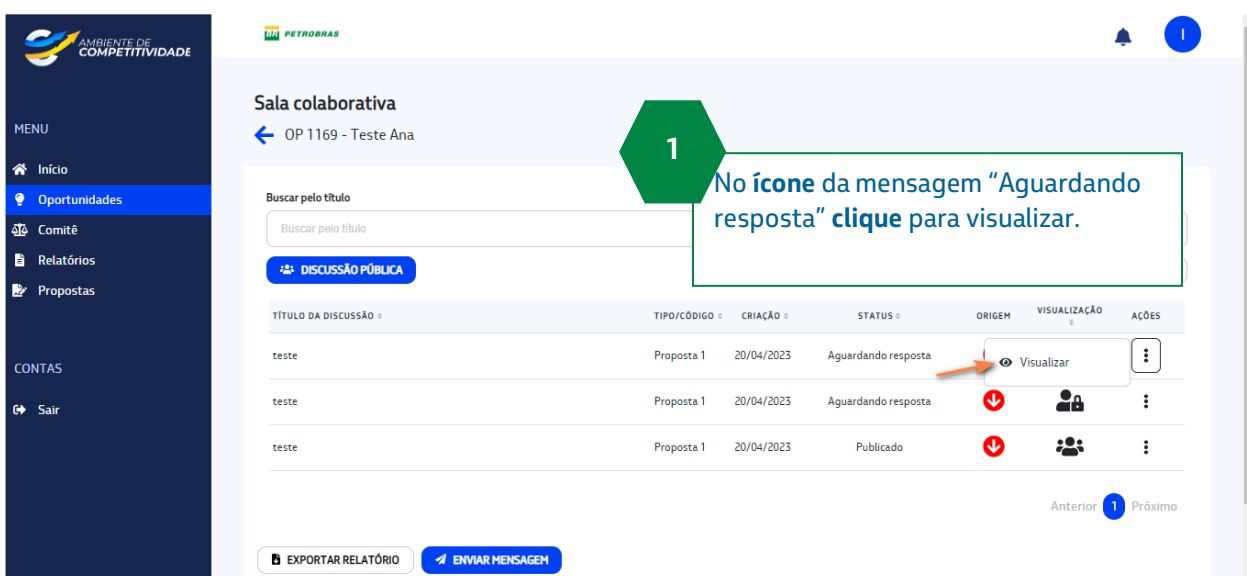 AMBIENTE DE
COMPETITIVIDADE
BR PETROBRAS
I
MENU
Início
Oportunidades
Comitê
Relatórios
Propostas
CONTAS
Sair
Sala colaborativa
OP 1169 - Teste Ana
1
No ícone da mensagem “Aguardando
resposta” clique para visualizar.
Buscar pelo título
Buscar pelo título
DISCUSSÃO PÚBLICA
TÍTULO DA DISCUSSÃO TIPO/CÓDIGO CRIAÇÃO STATUS ORIGEM VISUALIZAÇÃO AÇÕES
teste Proposta 1 20/04/2023 Aguardando resposta Visualizar
teste Proposta 1 20/04/2023 Aguardando resposta
teste Proposta 1 20/04/2023 Publicado
Anterior 1 Próximo
EXPORTAR RELATÓRIO ENVIAR MENSAGEM